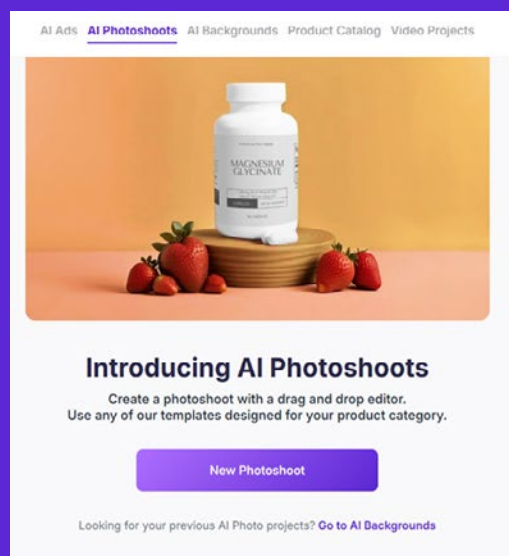 AI Ads AI Photoshoots AI Backgrounds Product Catalog Video Projects
MAGNESIUM
GLYCINATE
Introducing AI Photoshoots
Create a photoshoot with a drag and drop editor.
Use any of our templates designed for your product category.
New Photoshoot
Looking for your previous AI Photo projects? Go to AI Backgrounds